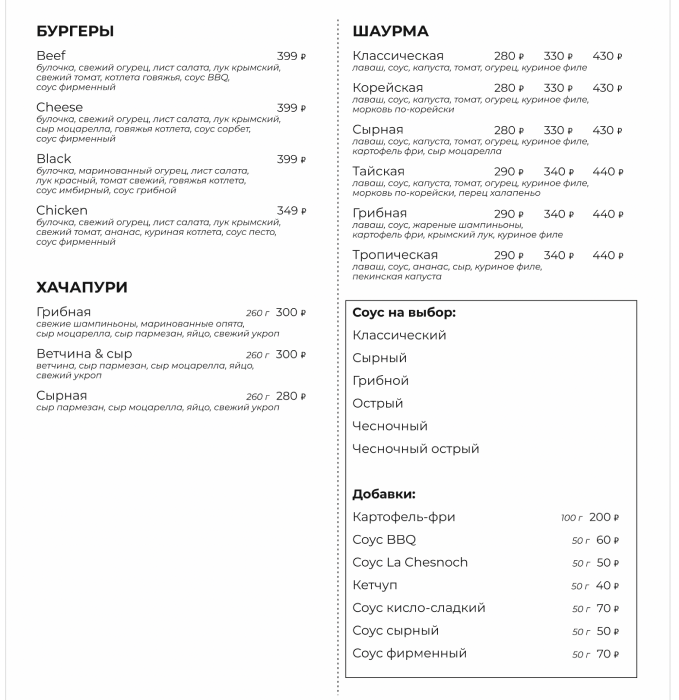 БУРГЕРЫ
Beef 399 ₽
булочка, свежий огурец, лист салата, лук крымский,
свежий томат, котлета говяжья, соус BBQ,
соус фирменный
Cheese 399 ₽
булочка, свежий огурец, лист салата, лук крымский,
сыр моцарелла, говяжья котлета, соус сорбет,
соус фирменный
Black 399 ₽
булочка, маринованный огурец, лист салата,
лук красный, томат свежий, говяжья котлета,
соус имбирный, соус грибной
Chicken 349 ₽
булочка, свежий огурец, лист салата, лук крымский,
свежий томат, ананас, куриная котлета, соус песто,
соус фирменный
ХАЧАПУРИ
Грибная 260 г 300 ₽
свежие шампиньоны, маринованные опята,
сыр моцарелла, сыр пармезан, яйцо, свежий укроп
Ветчина & сыр 260 г 300 ₽
ветчина, сыр пармезан, сыр моцарелла, яйцо,
свежий укроп
Сырная 260 г 280 ₽
сыр пармезан, сыр моцарелла, яйцо, свежий укроп
ШАУРМА
Классическая 280 ₽ 330 ₽ 430 ₽
лаваш, соус, капуста, томат, огурец, куриное филе
Корейская 280 ₽ 330 ₽ 430 ₽
лаваш, соус, капуста, томат, огурец, куриное филе,
морковь по-корейски
Сырная 280 ₽ 330 ₽ 430 ₽
лаваш, соус, капуста, томат, огурец, куриное филе,
картофель фри, сыр моцарелла
Тайская 290 ₽ 340 ₽ 440 ₽
лаваш, соус, капуста, томат, огурец, куриное филе,
морковь по-корейски, перец халапеньо
Грибная 290 ₽ 340 ₽ 440 ₽
лаваш, соус, жареные шампиньоны,
картофель фри, крымский лук, куриное филе
Тропическая 290 ₽ 340 ₽ 440 ₽
лаваш, соус, ананас, сыр, куриное филе,
пекинская капуста
Соус на выбор:
Классический
Сырный
Грибной
Острый
Чесночный
Чесночный острый
Добавки:
Картофель-фри 100 г 200 ₽
Соус BBQ 50 г 60 ₽
Соус La Chesnoch 50 г 50 ₽
Кетчуп 50 г 40 ₽
Соус кисло-сладкий 50 г 70 ₽
Соус сырный 50 г 50 ₽
Соус фирменный 50 г 70 ₽